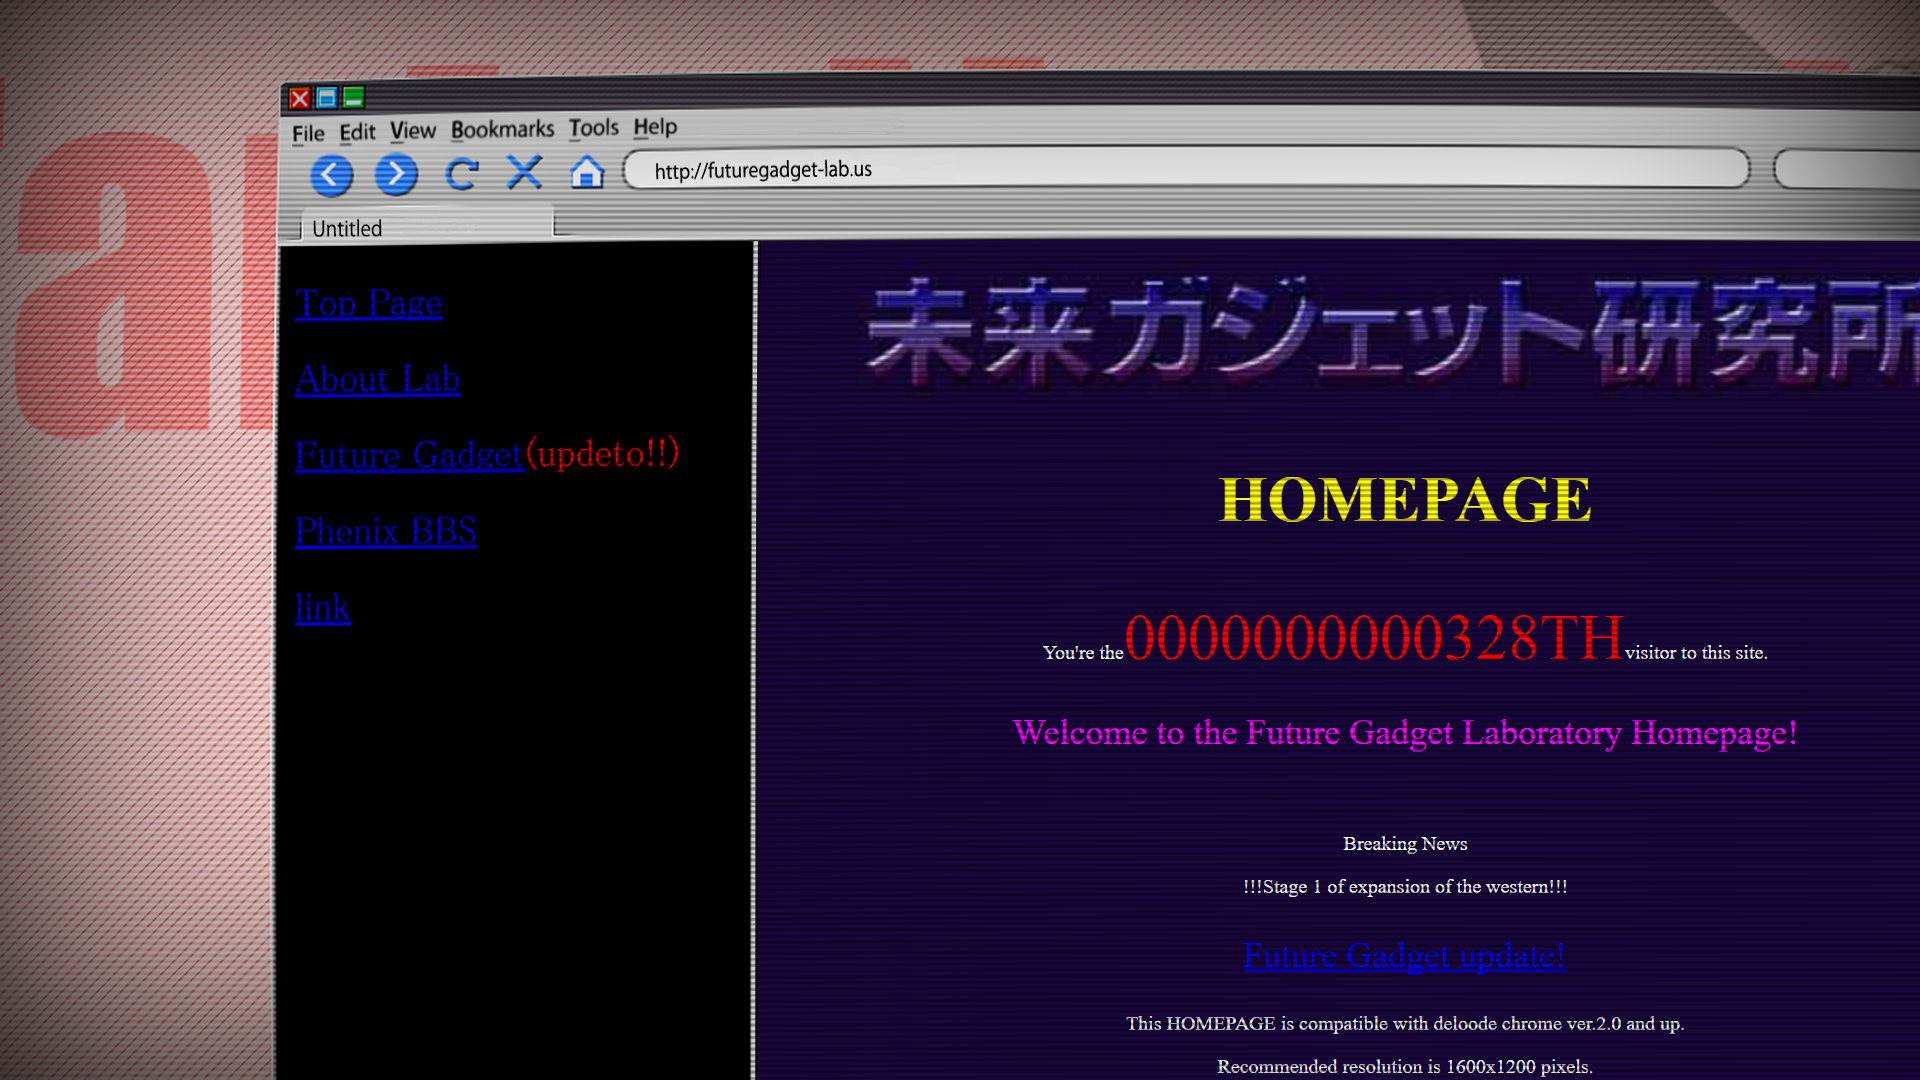 File Edit View Bookmarks Tools Help
http://futuregadget-lab.us
Untitled
Top Page
About Lab
Future Gadget(updeto!!)
Phenix BBS
link
未来ガジェット研究所
HOMEPAGE
You're the 0000000000328TH visitor to this site.
Welcome to the Future Gadget Laboratory Homepage!
Breaking News
!!!Stage 1 of expansion of the western!!!
Future Gadget update!
This HOMEPAGE is compatible with deloode chrome ver.2.0 and up.
Recommended resolution is 1600x1200 pixels.